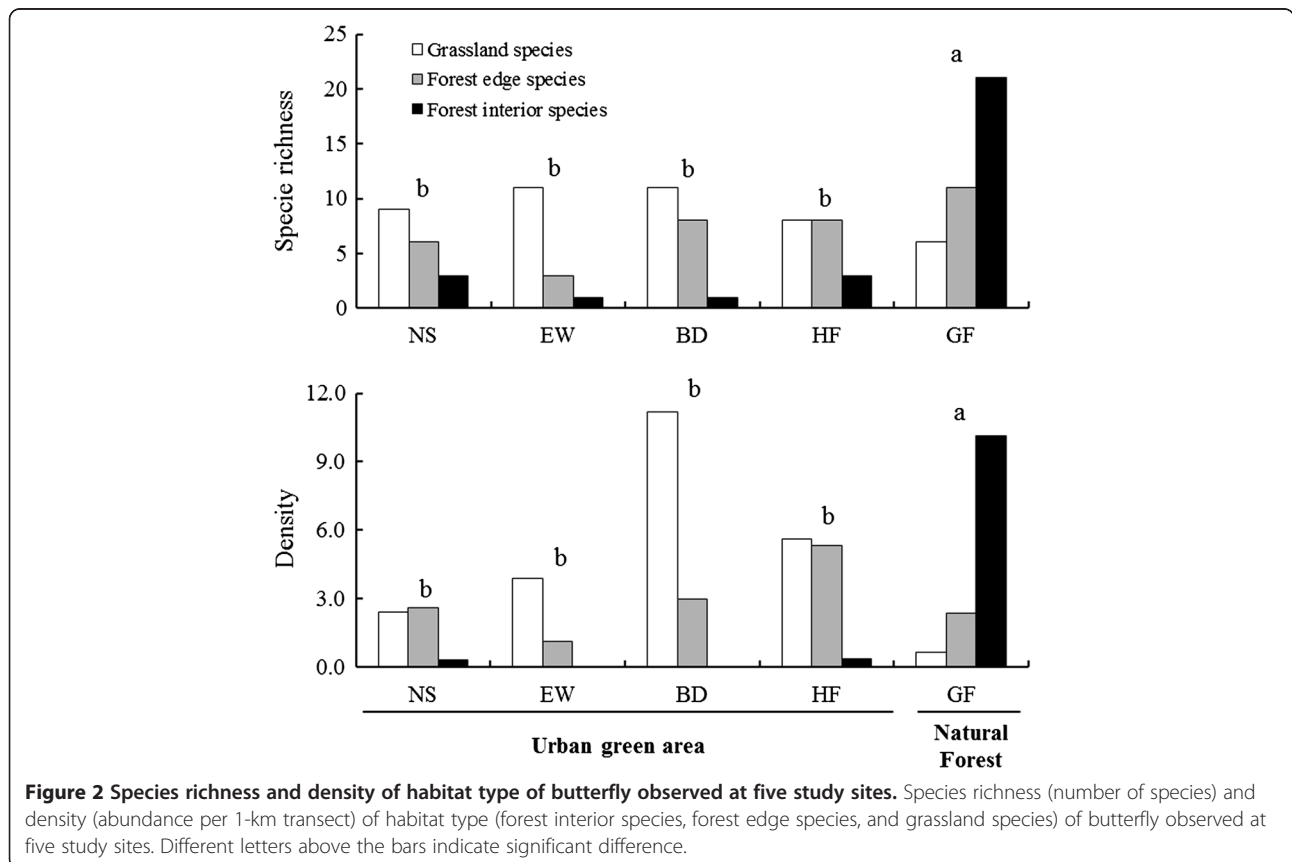 25
20
15
10
5
0
Specie richness
Grassland species
Forest edge species
Forest interior species
b
b
b
b
a
NS EW BD HF GF
12.0
9.0
6.0
3.0
0.0
Density
b
b
b
b
a
NS EW BD HF GF
Urban green area
Natural
Forest
Figure 2 Species richness and density of habitat type of butterfly observed at five study sites. Species richness (number of species) and
density (abundance per 1-km transect) of habitat type (forest interior species, forest edge species, and grassland species) of butterfly observed at
five study sites. Different letters above the bars indicate significant difference.